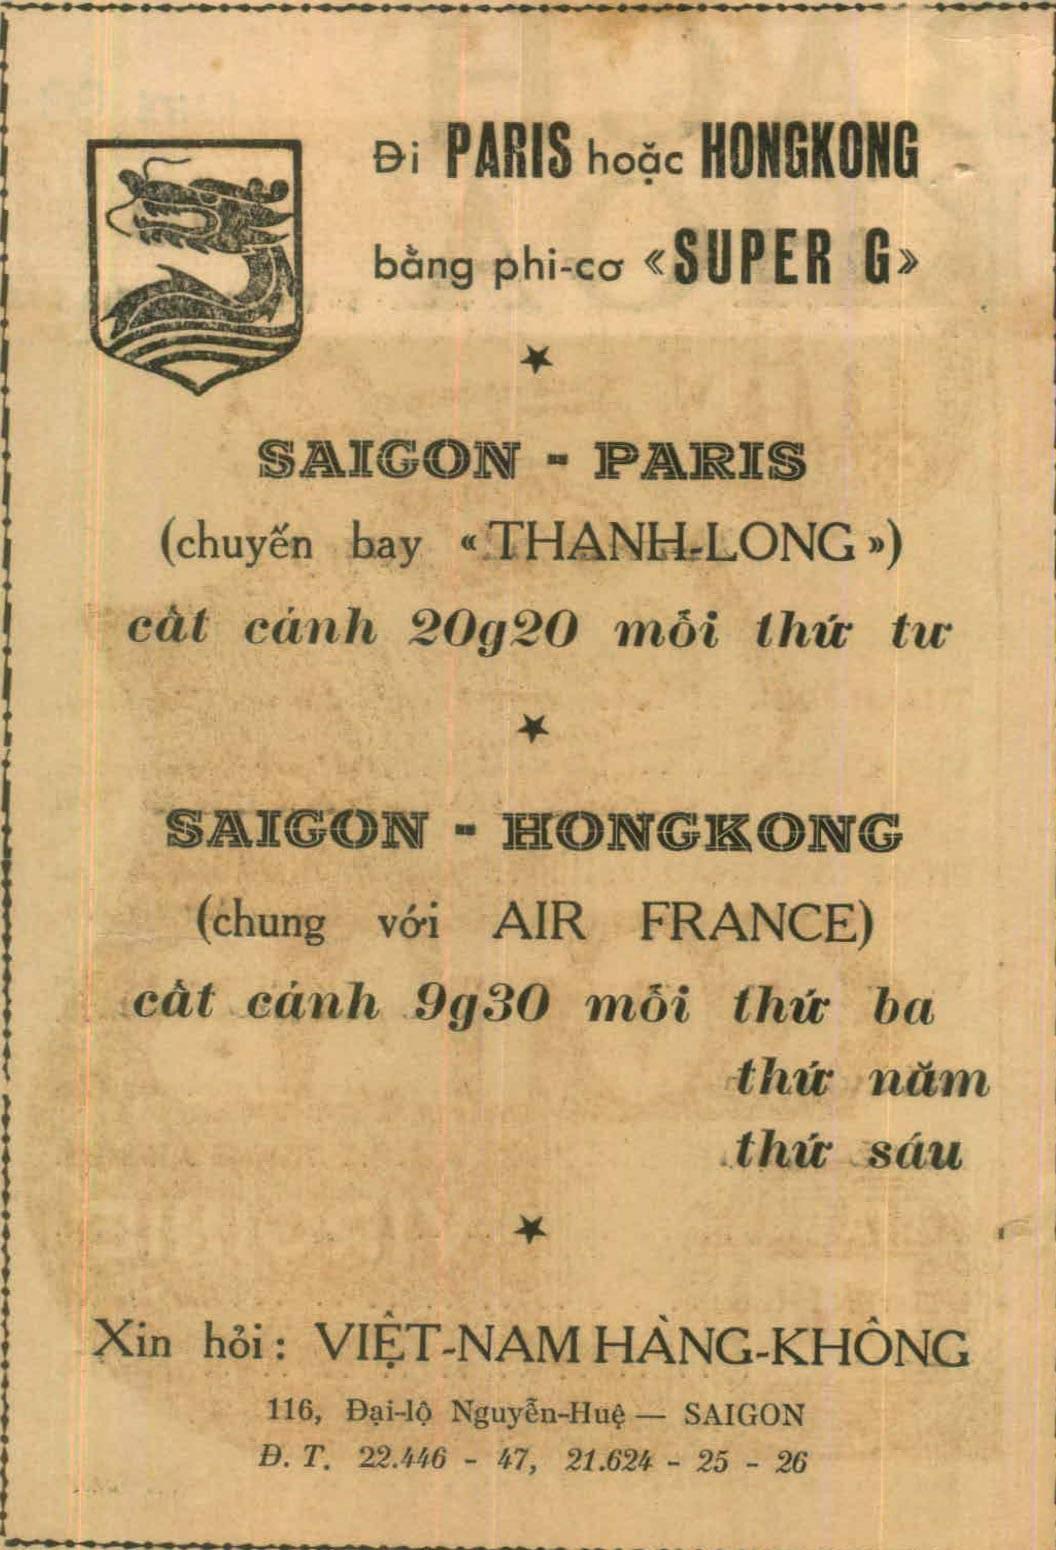 Đi PARIS hoặc HONGKONG
bằng phi-cơ «SUPER G»
SAIGON - PARIS
(chuyến bay «THANH-LONG»)
cất cánh 20g20 mỗi thứ tư
SAIGON - HONGKONG
(chung với AIR FRANCE)
cất cánh 9g30 mỗi thứ ba
thứ năm
thứ sáu
Xin hỏi: VIỆT-NAM HÀNG-KHÔNG
116, Đại-lộ Nguyễn-Huệ — SAIGON
Đ. T. 22.446 - 47, 21.624 - 25 - 26